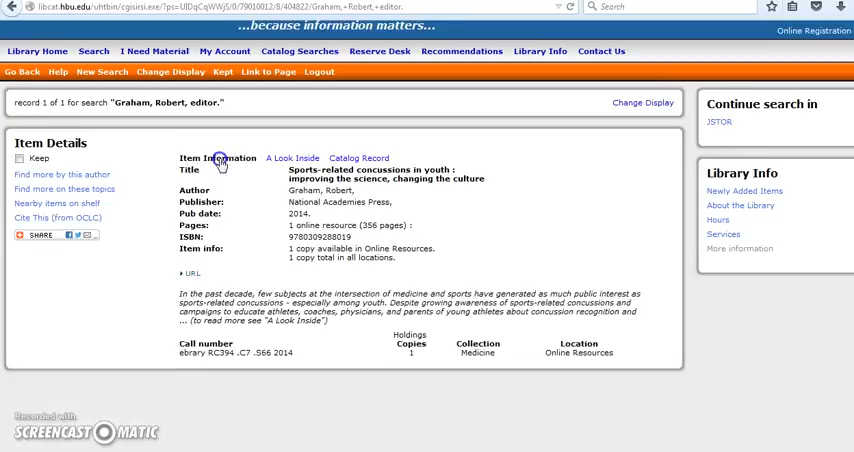 libcat.hbu.edu/uhtbin/cgisirsi.exe/?ps=UIDqCqWWjS/0/79010012/8/404822/Graham,+Robert,+editor.
Search
...because information matters...
Online Registration
Library Home Search I Need Material My Account Catalog Searches Reserve Desk Recommendations Library Info Contact Us
Go Back Help New Search Change Display Kept Link to Page Logout
record 1 of 1 for search "Graham, Robert, editor."
Change Display
Item Details
Keep
Find more by this author
Find more on these topics
Nearby items on shelf
Cite This (from OCLC)
SHARE
Item Information A Look Inside Catalog Record
Title Sports-related concussions in youth :
improving the science, changing the culture
Author Graham, Robert,
Publisher: National Academies Press,
Pub date: 2014.
Pages: 1 online resource (356 pages) :
ISBN: 9780309288019
Item info: 1 copy available in Online Resources.
1 copy total in all locations.
URL
In the past decade, few subjects at the intersection of medicine and sports have generated as much public interest as
sports-related concussions - especially among youth. Despite growing awareness of sports-related concussions and
campaigns to educate athletes, coaches, physicians, and parents of young athletes about concussion recognition and
... (to read more see "A Look Inside")
Holdings
Call number Copies Collection Location
ebrary RC394 .C7 .S66 2014 1 Medicine Online Resources
Continue search in
JSTOR
Library Info
Newly Added Items
About the Library
Hours
Services
More information
Recorded with
SCREENCAST-O-MATIC